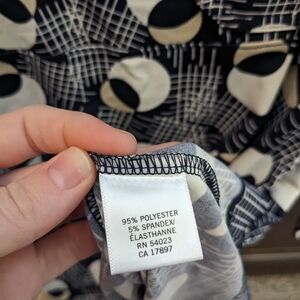 95% POLYESTER
5% SPANDEX/
ÉLASTHANNE
RN 54023
CA 17897